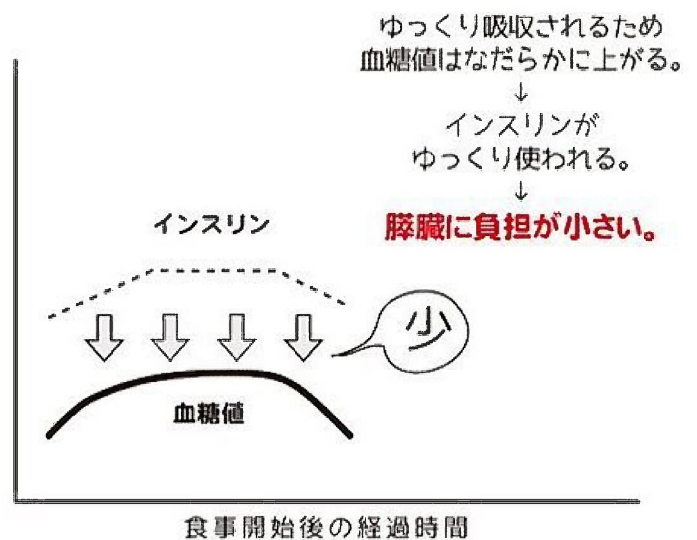 ゆっくり吸収されるため
血糖値はなだらかに上がる。
↓
インスリンが
ゆっくり使われる。
↓
膵臓に負担が小さい。
インスリン
少
血糖値
食事開始後の経過時間